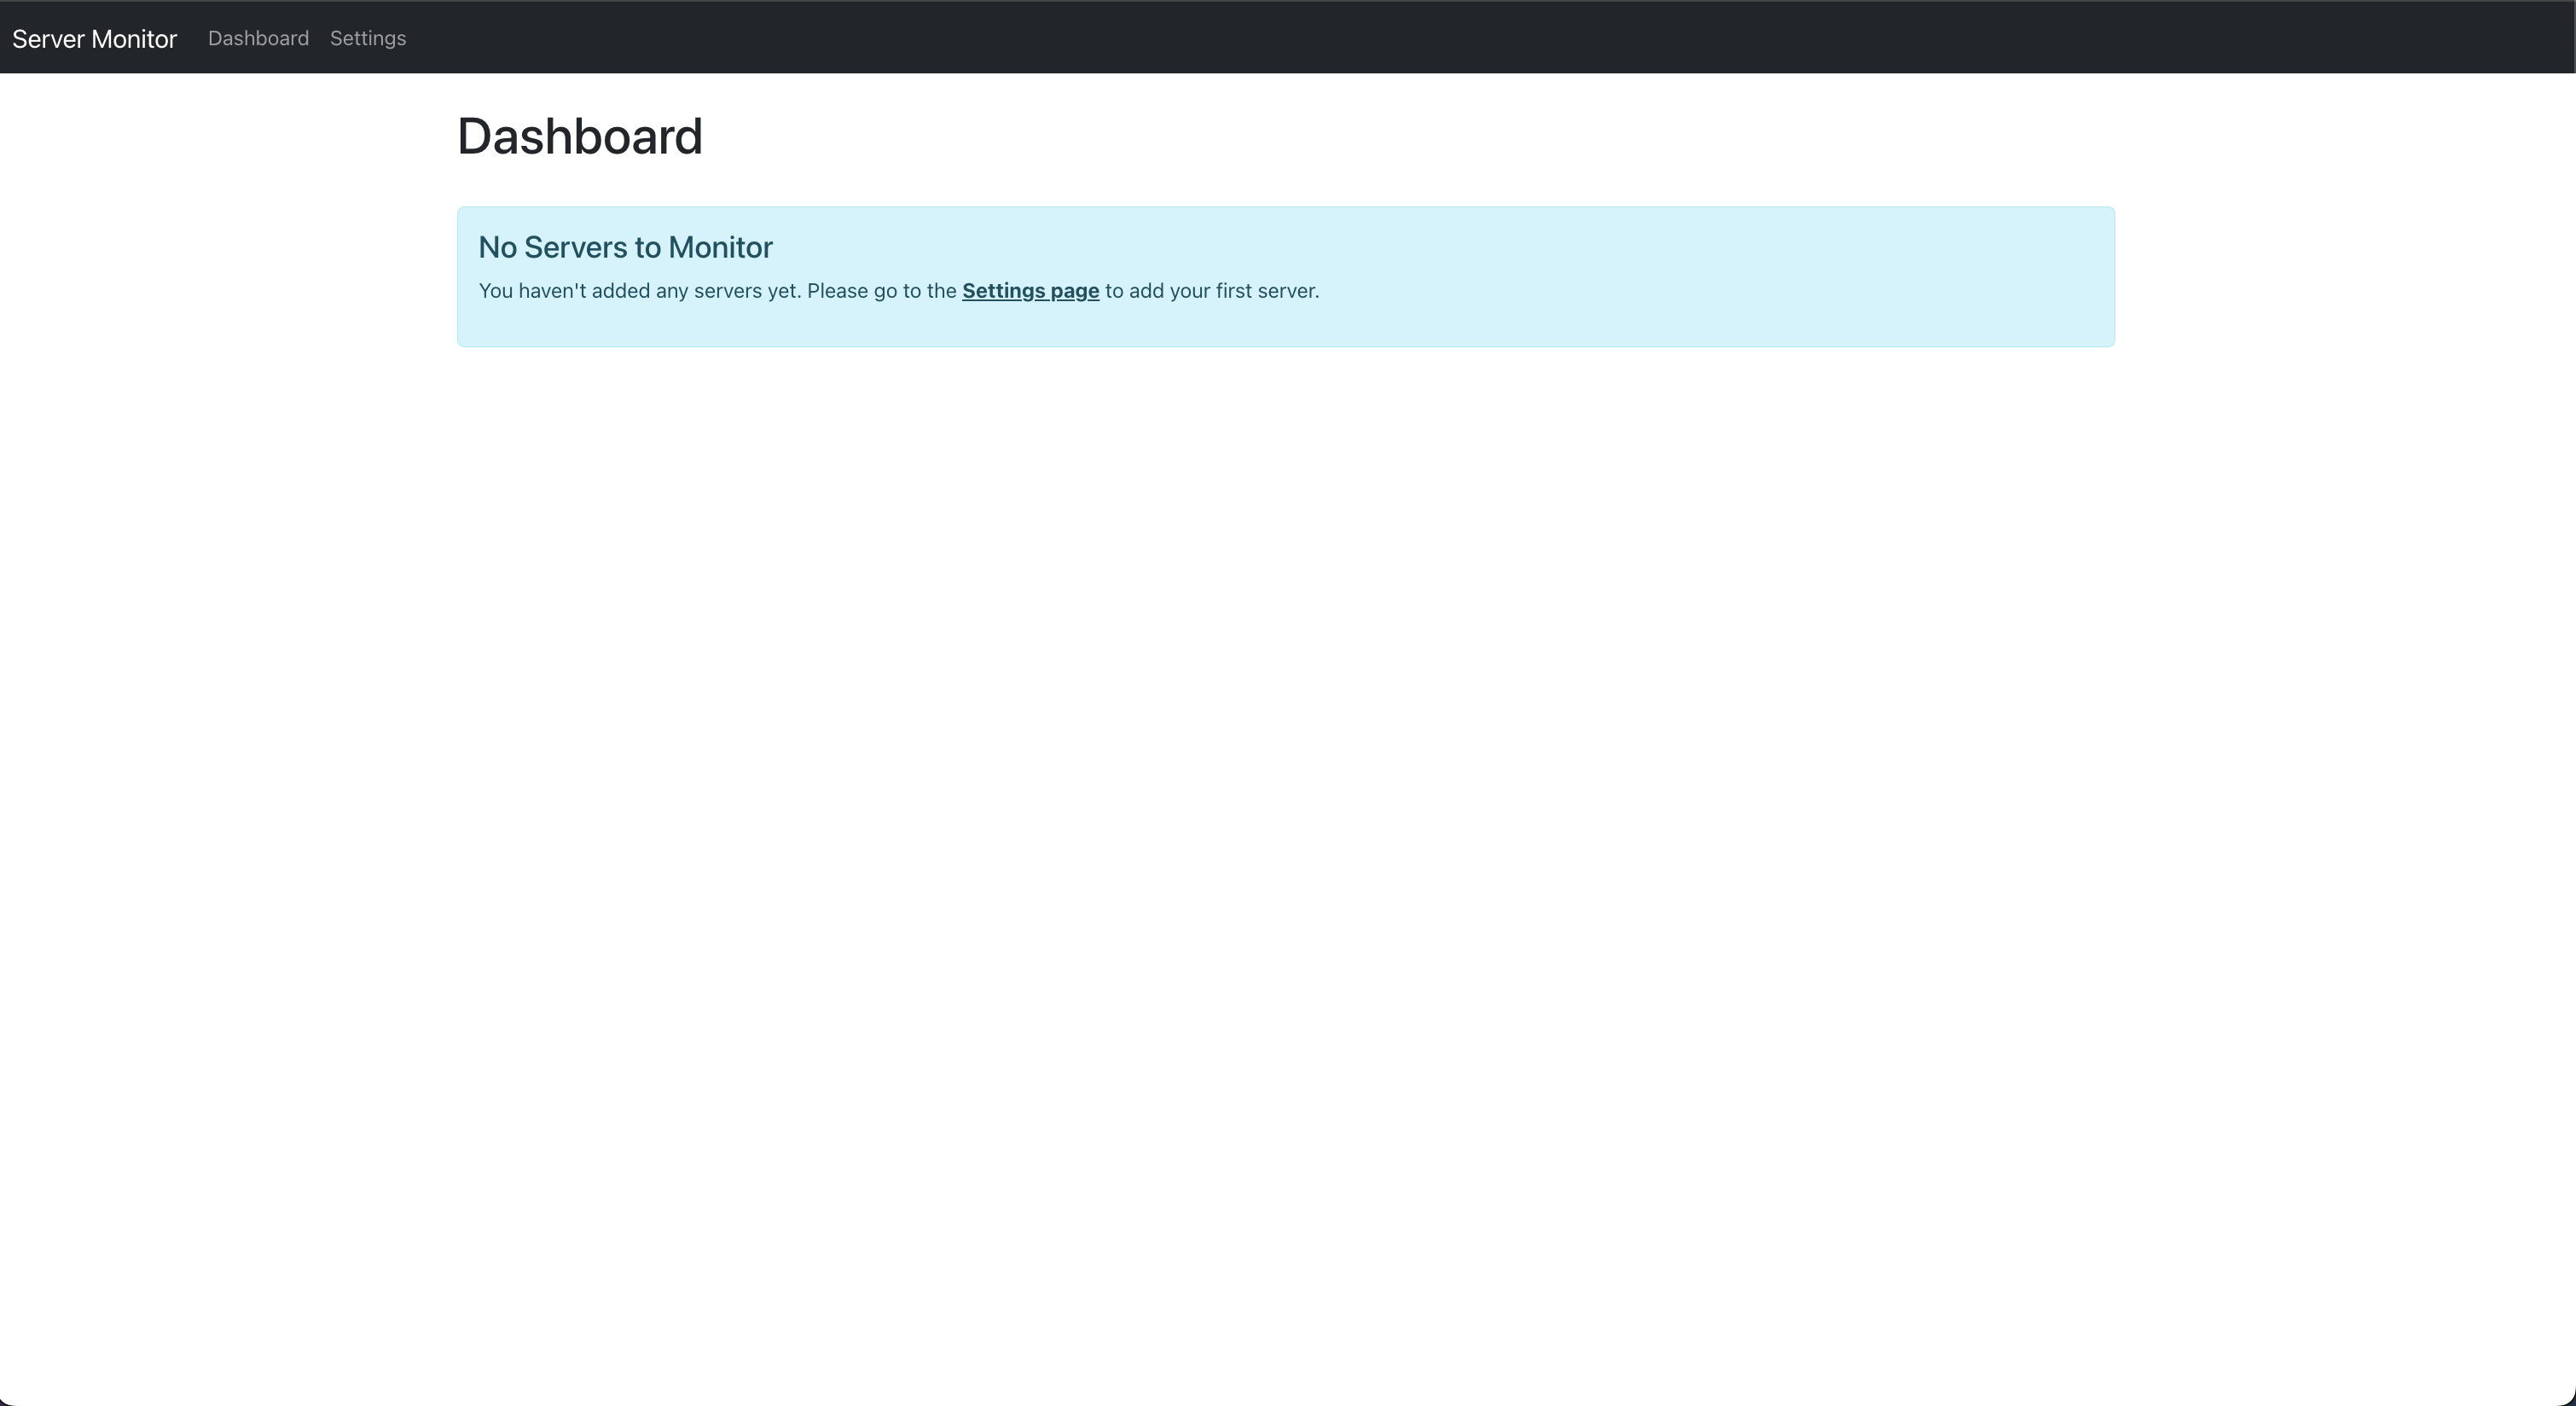 Server Monitor Dashboard Settings
Dashboard
No Servers to Monitor
You haven't added any servers yet. Please go to the Settings page to add your first server.